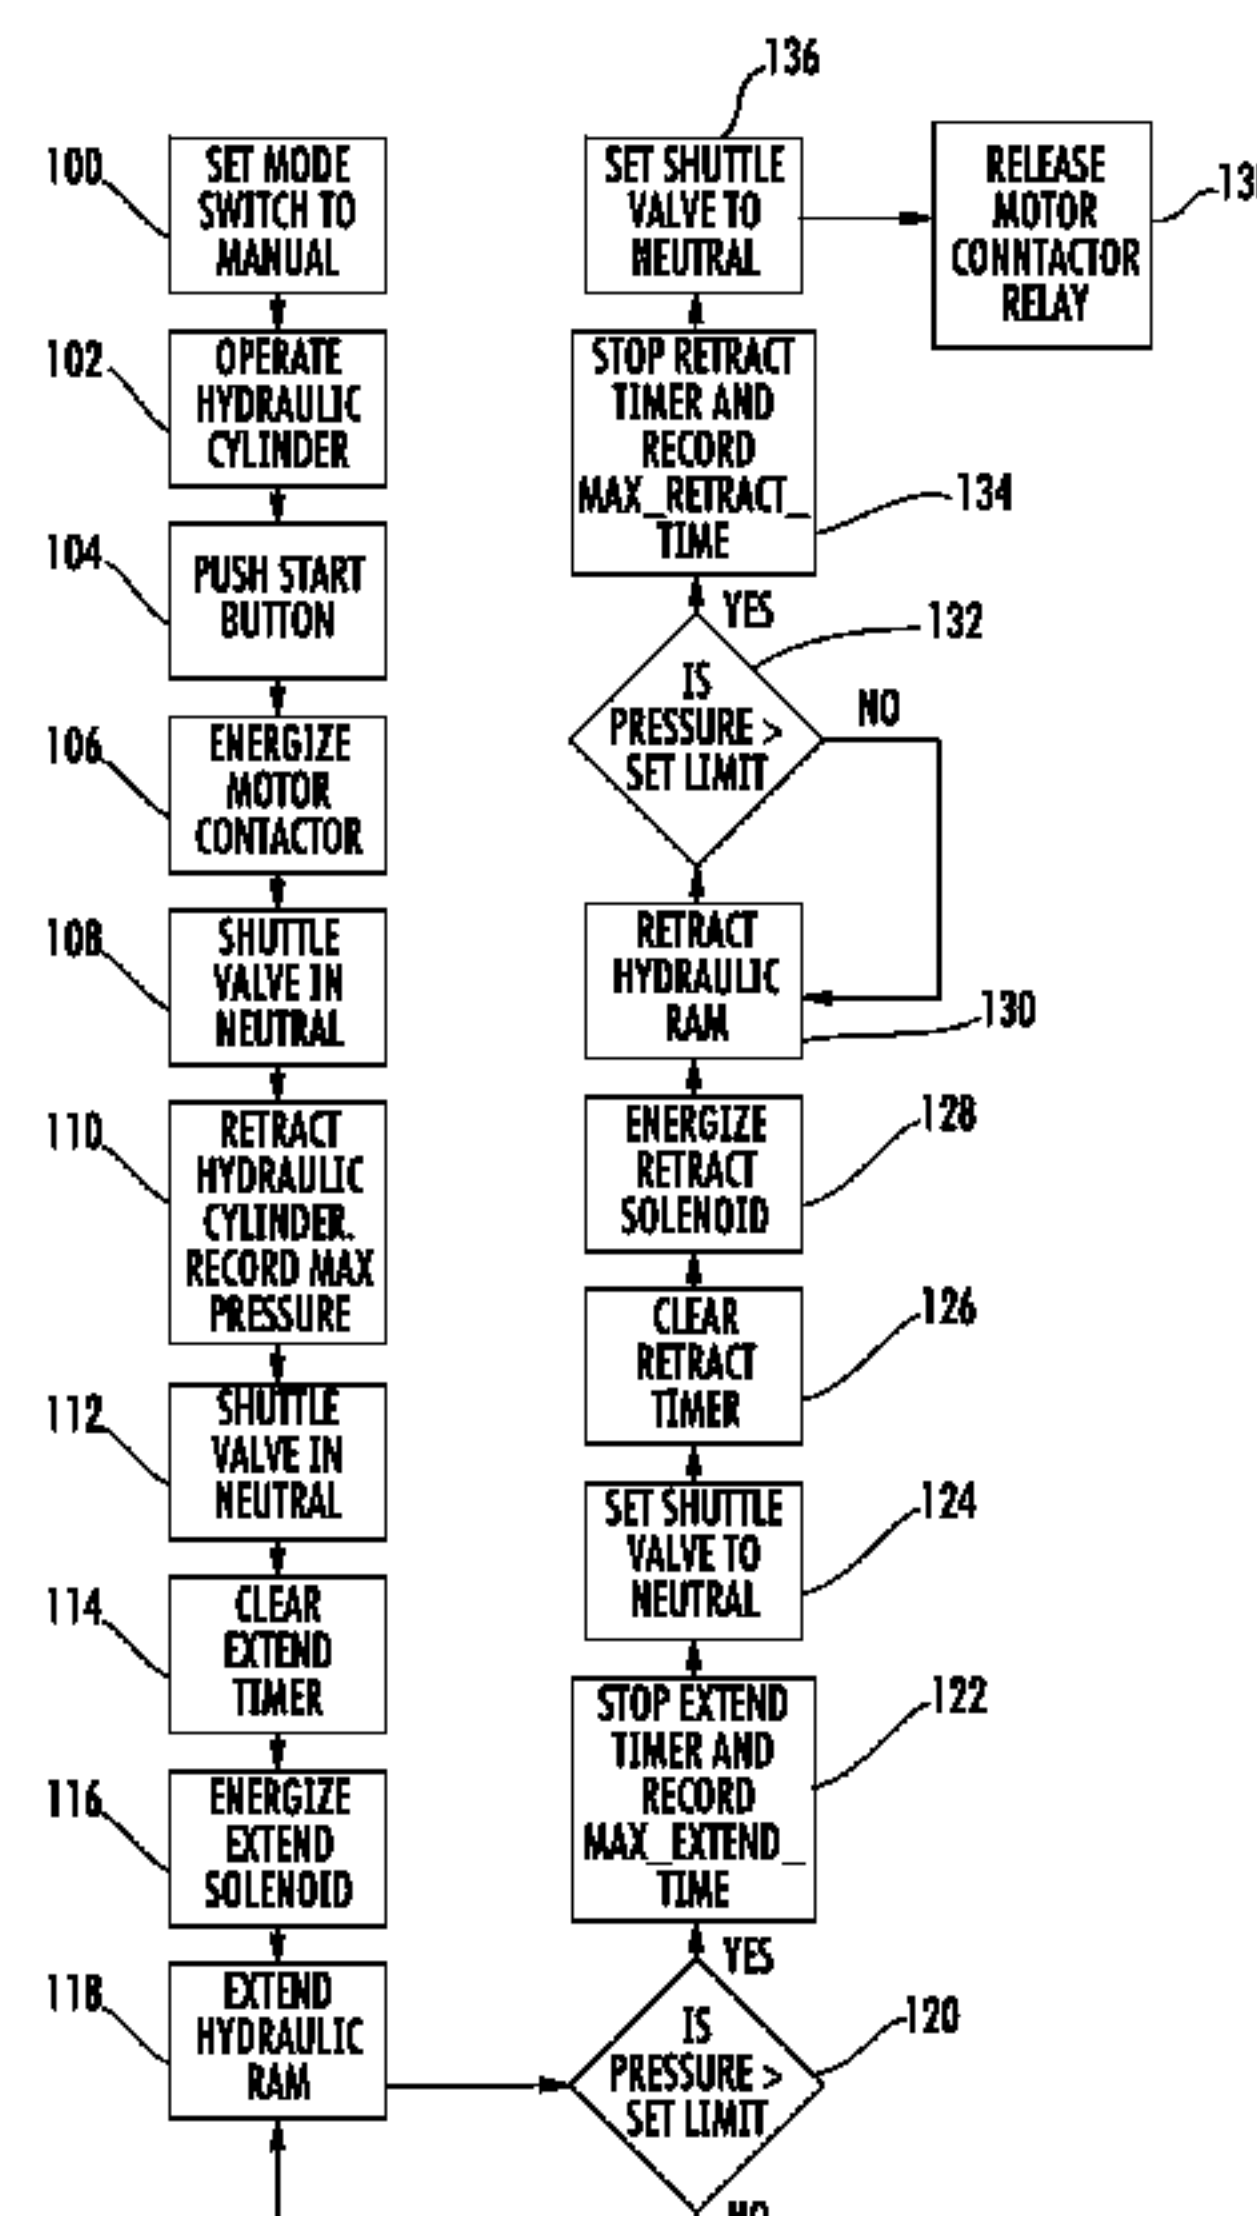 100
SET MODE
SWITCH TO
MANUAL
102
OPERATE
HYDRAULIC
CYLINDER
104
PUSH START
BUTTON
106
ENERGIZE
MOTOR
CONTACTOR
108
SHUTTLE
VALVE IN
NEUTRAL
110
RETRACT
HYDRAULIC
CYLINDER.
RECORD MAX
PRESSURE
112
SHUTTLE
VALVE IN
NEUTRAL
114
CLEAR
EXTEND
TIMER
116
ENERGIZE
EXTEND
SOLENOID
118
EXTEND
HYDRAULIC
RAM
120
IS
PRESSURE >
SET LIMIT
NO
YES
122
STOP EXTEND
TIMER AND
RECORD
MAX_EXTEND_
TIME
124
SET SHUTTLE
VALVE TO
NEUTRAL
126
CLEAR
RETRACT
TIMER
128
ENERGIZE
RETRACT
SOLENOID
130
RETRACT
HYDRAULIC
RAM
132
IS
PRESSURE >
SET LIMIT
NO
YES
134
STOP RETRACT
TIMER AND
RECORD
MAX_RETRACT_
TIME
136
SET SHUTTLE
VALVE TO
NEUTRAL
RELEASE
MOTOR
CONNTACTOR
RELAY